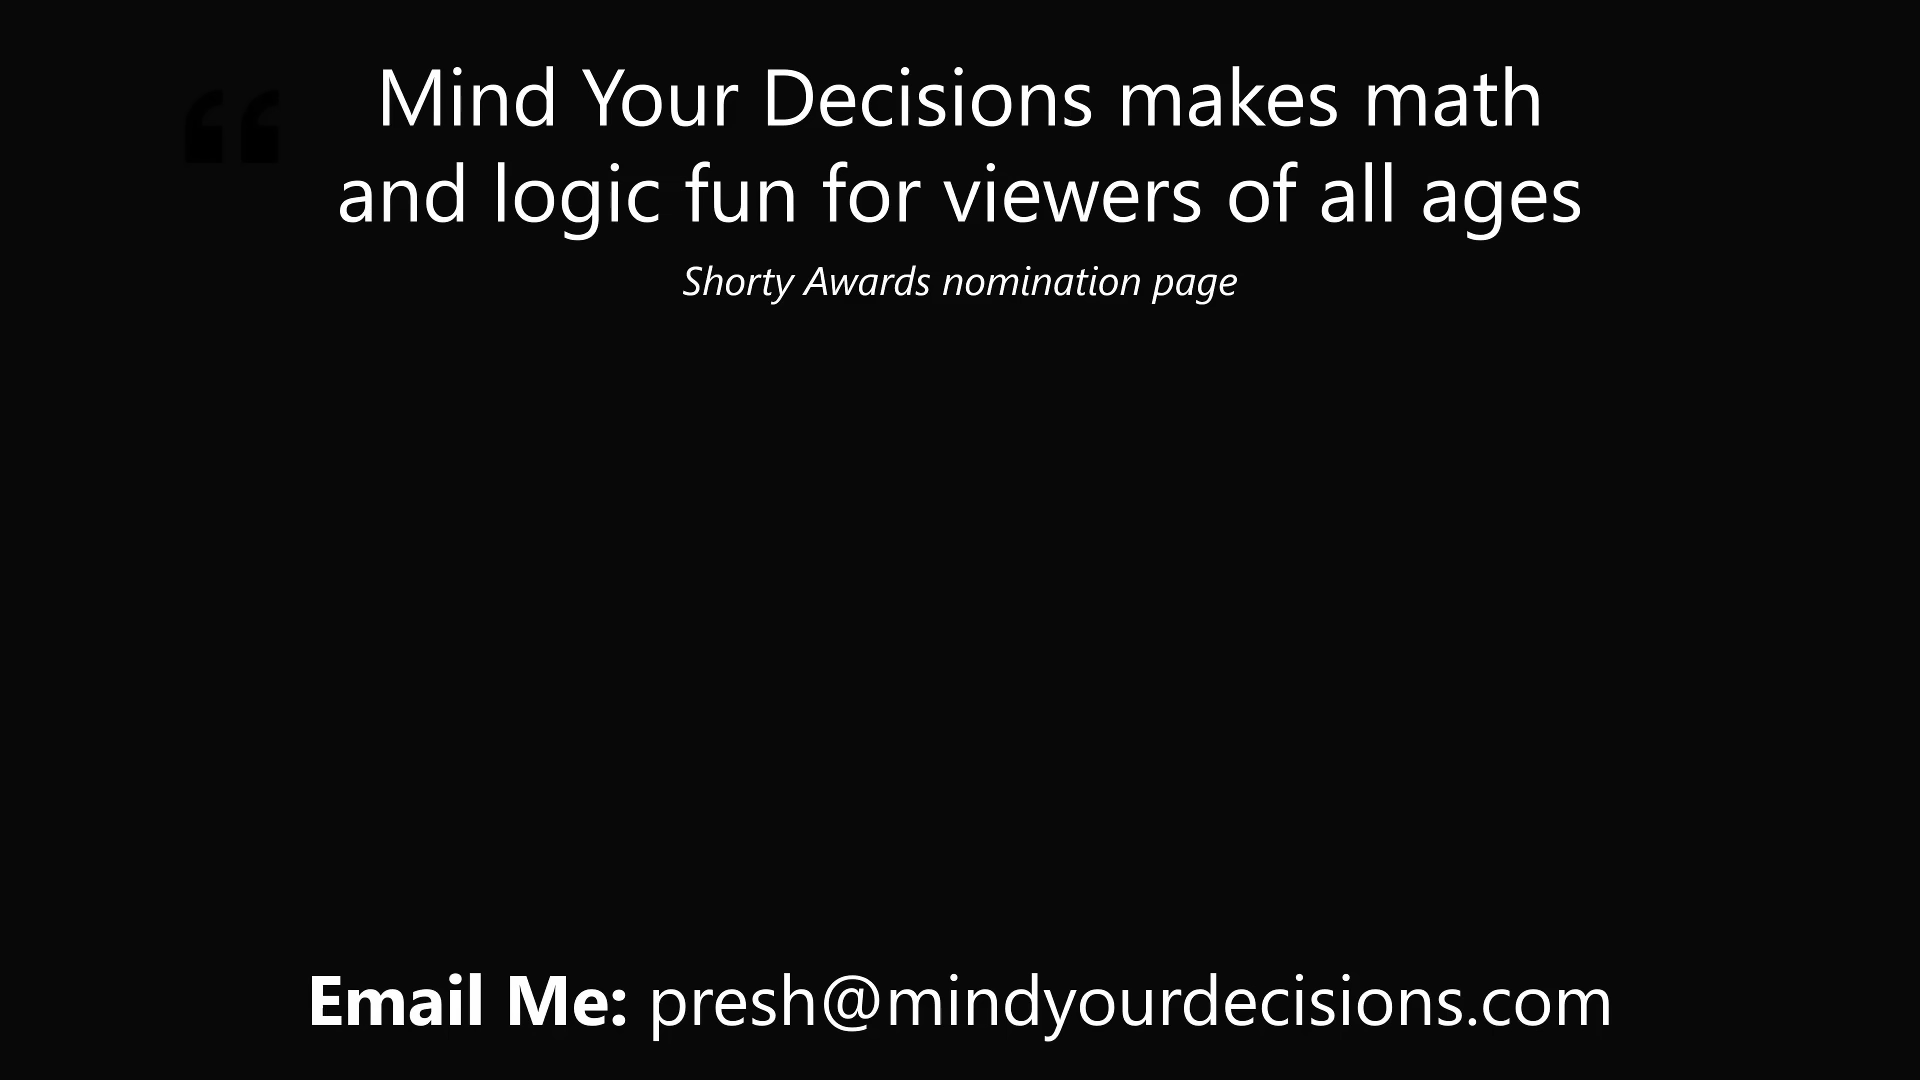 “
Mind Your Decisions makes math
and logic fun for viewers of all ages
Shorty Awards nomination page
Email Me: presh@mindyourdecisions.com